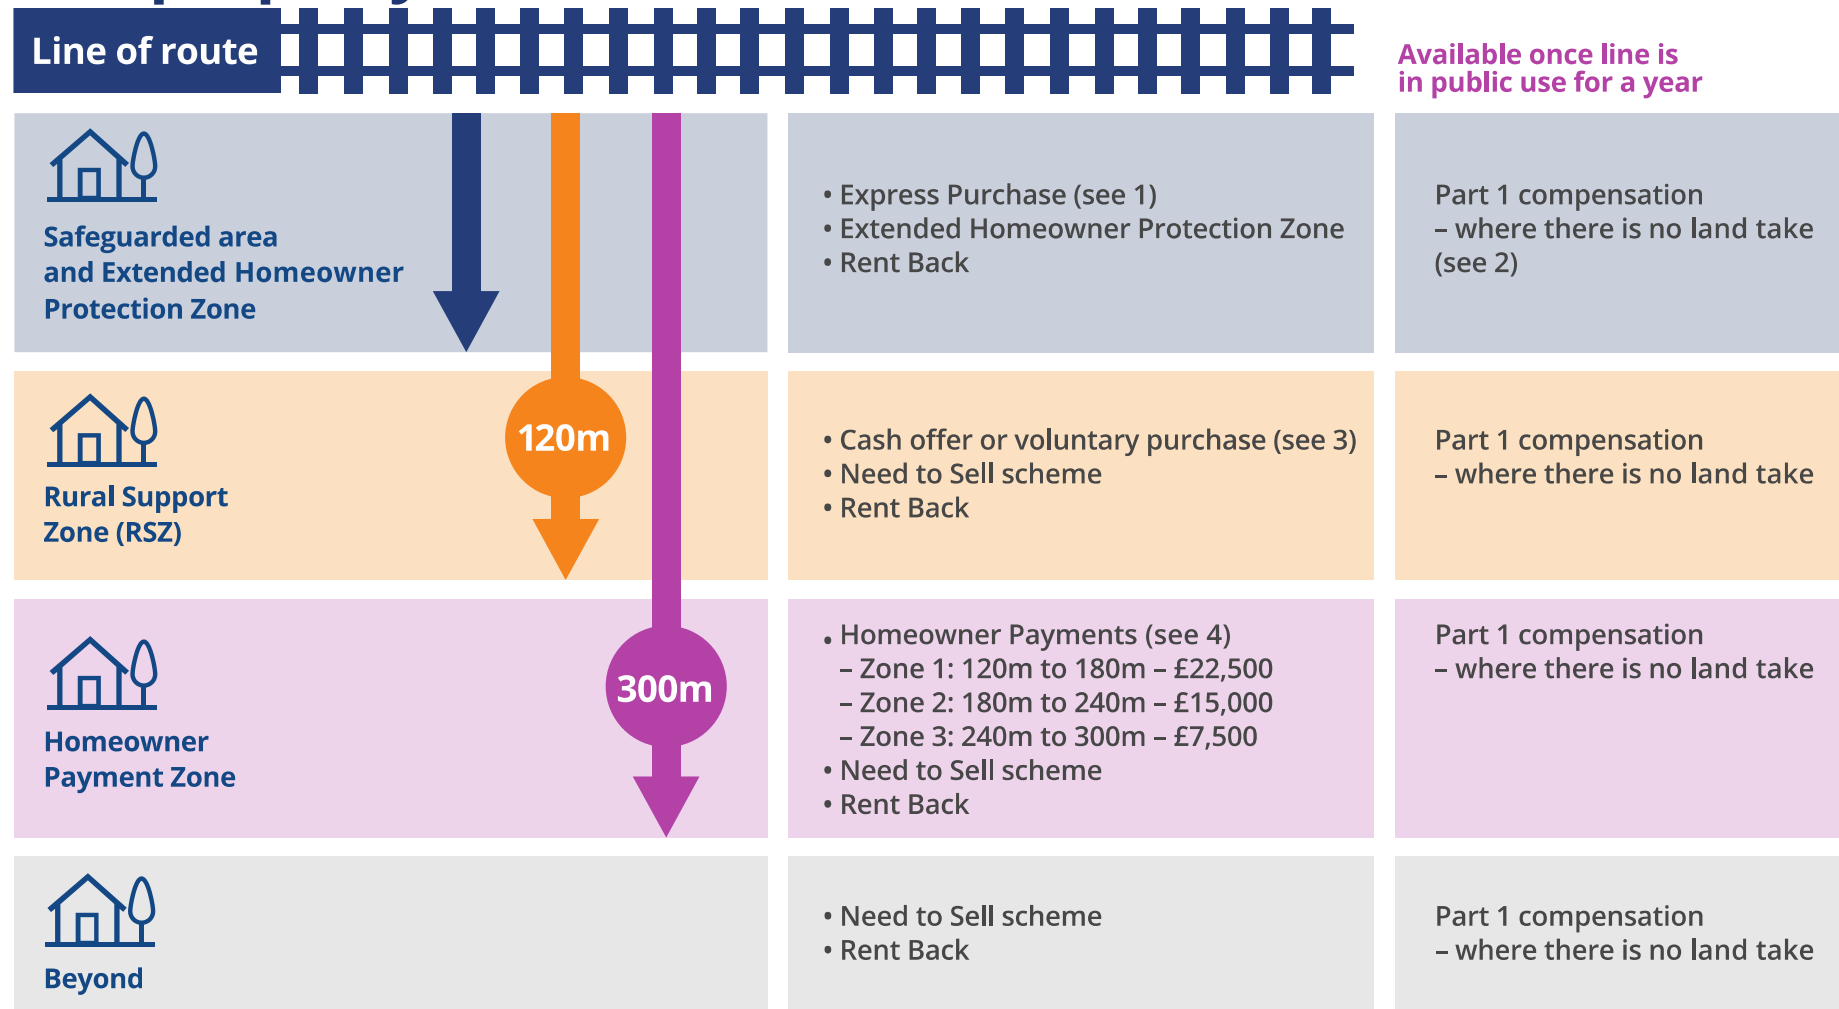 Line of route
Available once line is
in public use for a year
Safeguarded area
and Extended Homeowner
Protection Zone
• Express Purchase (see 1)
• Extended Homeowner Protection Zone
• Rent Back
Part 1 compensation
– where there is no land take
(see 2)
Rural Support
Zone (RSZ)
120m
• Cash offer or voluntary purchase (see 3)
• Need to Sell scheme
• Rent Back
Part 1 compensation
– where there is no land take
Homeowner
Payment Zone
300m
• Homeowner Payments (see 4)
– Zone 1: 120m to 180m – £22,500
– Zone 2: 180m to 240m – £15,000
– Zone 3: 240m to 300m – £7,500
• Need to Sell scheme
• Rent Back
Part 1 compensation
– where there is no land take
Beyond
• Need to Sell scheme
• Rent Back
Part 1 compensation
– where there is no land take